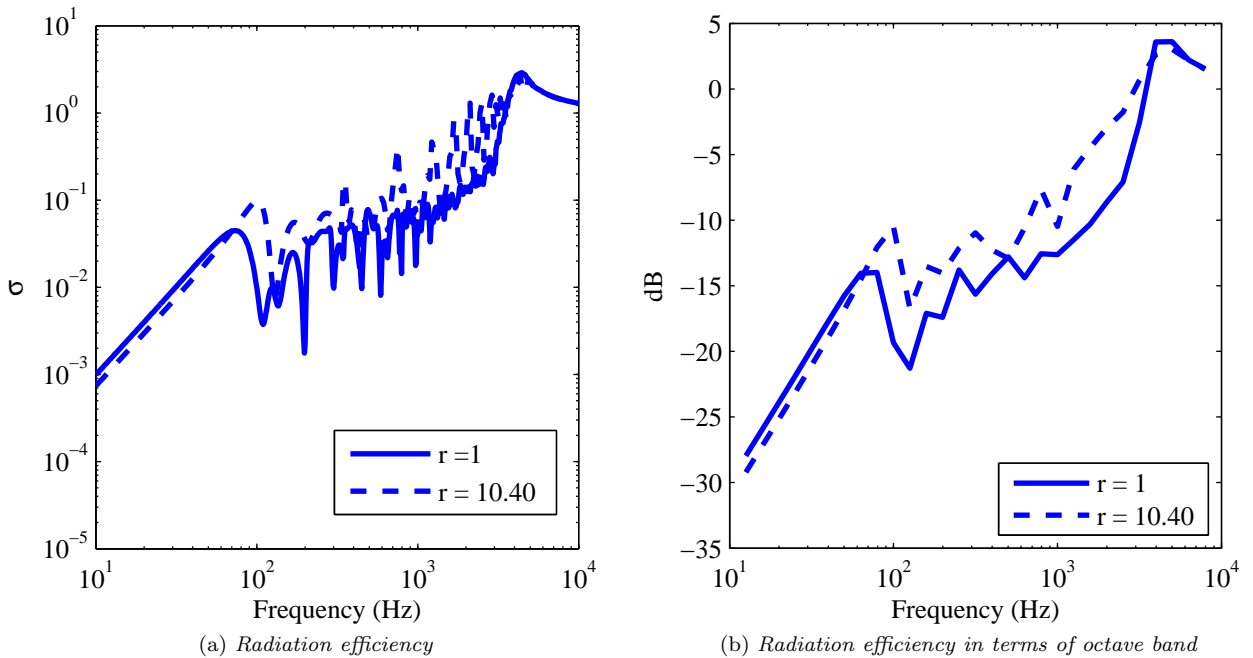 10^1
10^0
10^-1
10^-2
10^-3
10^-4
10^-5
σ
10^1 10^2 10^3 10^4
Frequency (Hz)
r =1
r = 10.40
(a) Radiation efficiency
5
0
−5
−10
−15
−20
−25
−30
−35
dB
10^1 10^2 10^3 10^4
Frequency (Hz)
r = 1
r = 10.40
(b) Radiation efficiency in terms of octave band